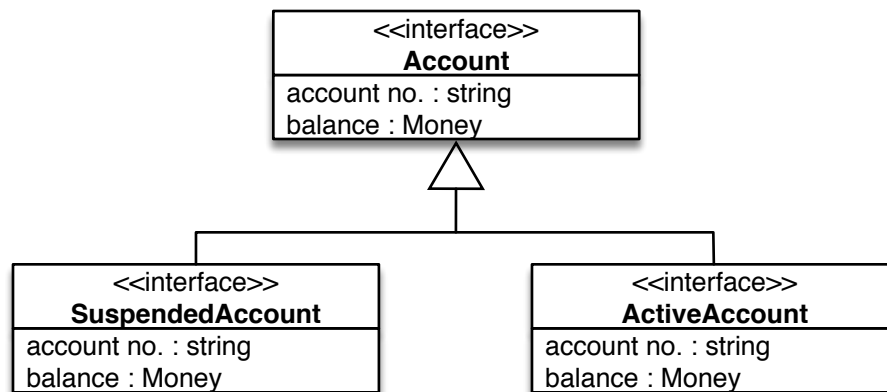 <<interface>>
Account
account no. : string
balance : Money
<<interface>>
SuspendedAccount
account no. : string
balance : Money
<<interface>>
ActiveAccount
account no. : string
balance : Money